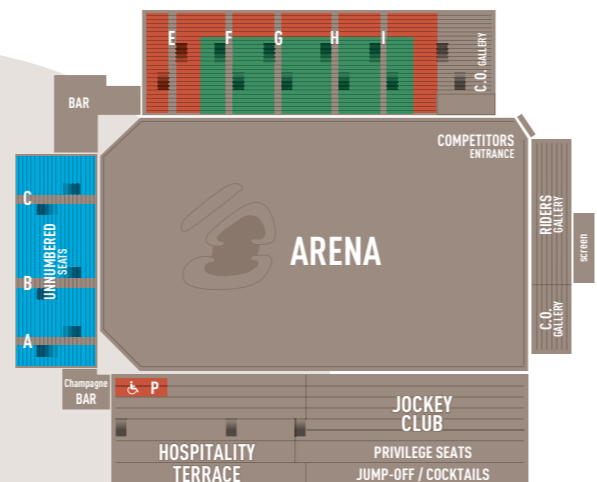 E F G H I
C.O. GALLERY
BAR
COMPETITORS
ENTRANCE
C
B
A
UNNUMBERED
SEATS
ARENA
RIDERS
GALLERY
screen
C.O.
GALLERY
Champagne
BAR
P
JOCKEY
CLUB
HOSPITALITY
TERRACE
PRIVILEGE SEATS
JUMP-OFF / COCKTAILS